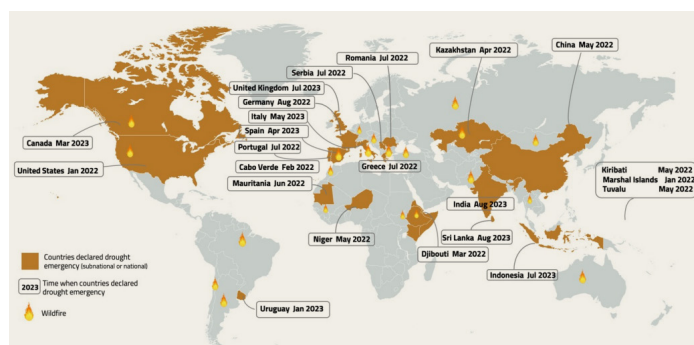 Romania Jul 2022
Kazakhstan Apr 2022
China May 2022
Serbia Jul 2022
United Kingdom Jul 2023
Germany Aug 2022
Italy May 2023
Spain Apr 2023
Canada Mar 2023
Portugal Jul 2022
United States Jan 2022
Cabo Verde Feb 2022
Greece Jul 2022
Kiribati May 2022
Marshal Islands Jan 2022
Tuvalu May 2022
Mauritania Jun 2022
India Aug 2023
Niger May 2022
Sri Lanka Aug 2023
Djibouti Mar 2022
Indonesia Jul 2023
Uruguay Jan 2023
Countries declared drought
emergency (subnational or national)
2023 Time when countries declared
drought emergency
Wildfire